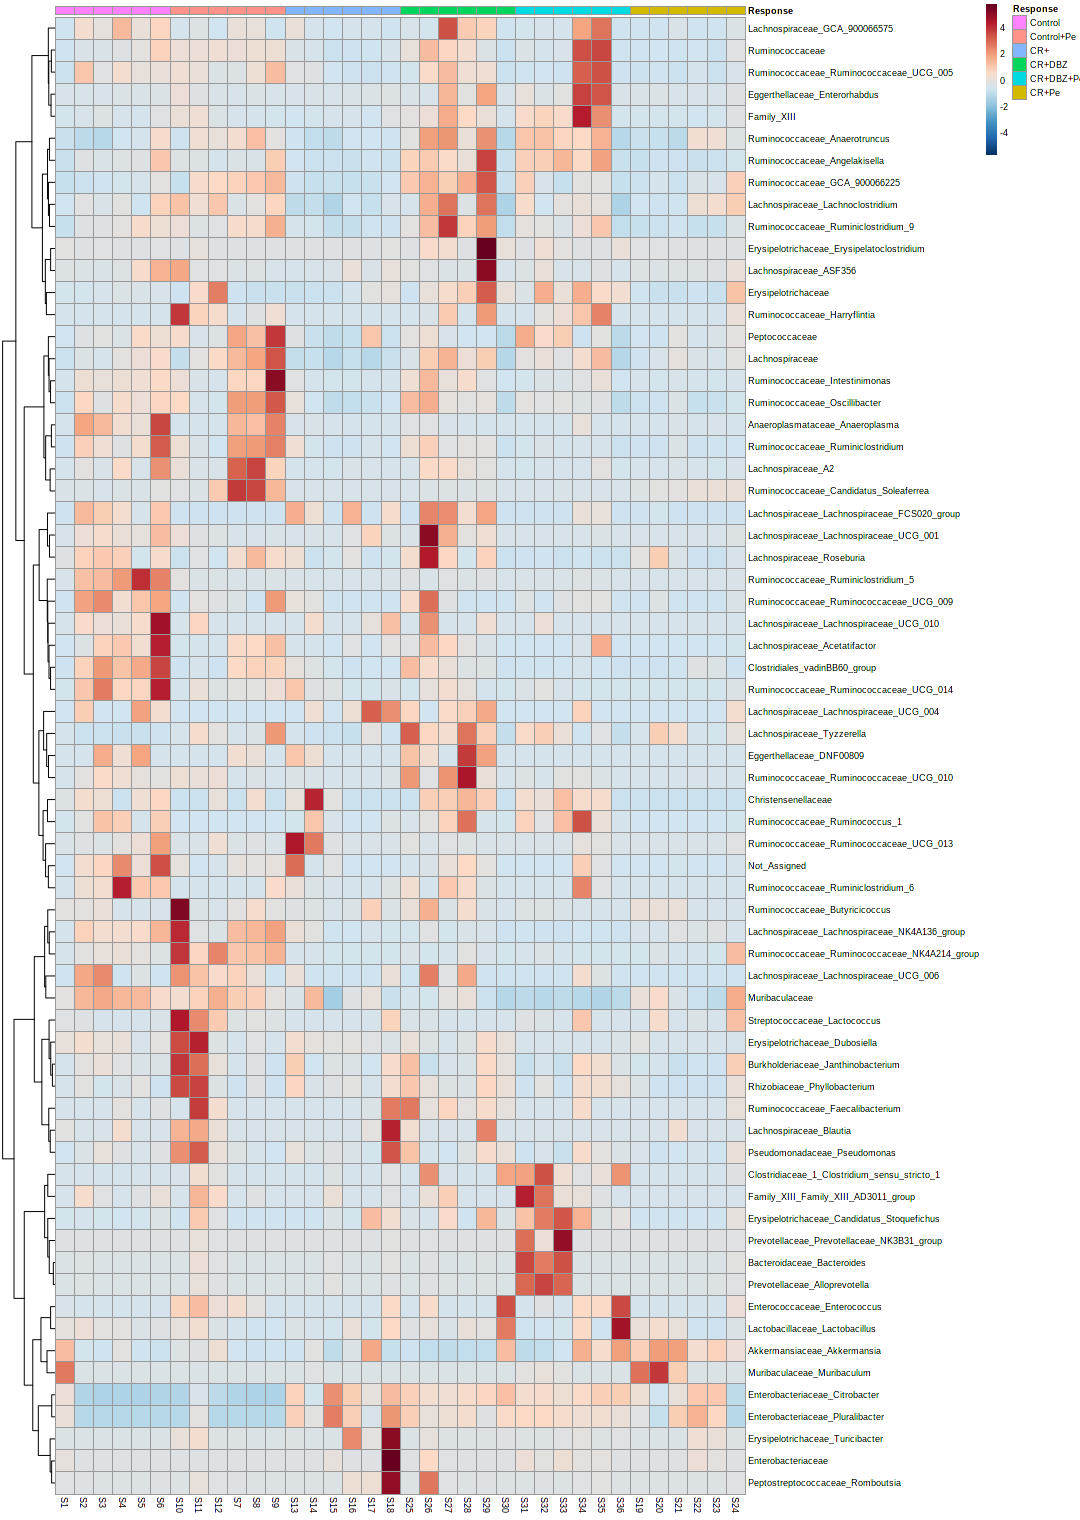 Response
Lachnospiraceae_GCA_900066575
Ruminococcaceae
Ruminococcaceae_Ruminococcaceae_UCG_005
Eggerthellaceae_Enterorhabdus
Family_XIII
Ruminococcaceae_Anaerotruncus
Ruminococcaceae_Angelakisella
Ruminococcaceae_GCA_900066225
Lachnospiraceae_Lachnoclostridium
Ruminococcaceae_Ruminiclostridium_9
Erysipelotrichaceae_Erysipelatoclostridium
Lachnospiraceae_ASF356
Erysipelotrichaceae
Ruminococcaceae_Harryflintia
Peptococcaceae
Lachnospiraceae
Ruminococcaceae_Intestinimonas
Ruminococcaceae_Oscillibacter
Anaeroplasmataceae_Anaeroplasma
Ruminococcaceae_Ruminiclostridium
Lachnospiraceae_A2
Ruminococcaceae_Candidatus_Soleaferrea
Lachnospiraceae_Lachnospiraceae_FCS020_group
Lachnospiraceae_Lachnospiraceae_UCG_001
Lachnospiraceae_Roseburia
Ruminococcaceae_Ruminiclostridium_5
Ruminococcaceae_Ruminococcaceae_UCG_009
Lachnospiraceae_Lachnospiraceae_UCG_010
Lachnospiraceae_Acetatifactor
Clostridiales_vadinBB60_group
Ruminococcaceae_Ruminococcaceae_UCG_014
Lachnospiraceae_Lachnospiraceae_UCG_004
Lachnospiraceae_Tyzzerella
Eggerthellaceae_DNF00809
Ruminococcaceae_Ruminococcaceae_UCG_010
Christensenellaceae
Ruminococcaceae_Ruminococcus_1
Ruminococcaceae_Ruminococcaceae_UCG_013
Not_Assigned
Ruminococcaceae_Ruminiclostridium_6
Ruminococcaceae_Butyricicoccus
Lachnospiraceae_Lachnospiraceae_NK4A136_group
Ruminococcaceae_Ruminococcaceae_NK4A214_group
Lachnospiraceae_Lachnospiraceae_UCG_006
Muribaculaceae
Streptococcaceae_Lactococcus
Erysipelotrichaceae_Dubosiella
Burkholderiaceae_Janthinobacterium
Rhizobiaceae_Phyllobacterium
Ruminococcaceae_Faecalibacterium
Lachnospiraceae_Blautia
Pseudomonadaceae_Pseudomonas
Clostridiaceae_1_Clostridium_sensu_stricto_1
Family_XIII_Family_XIII_AD3011_group
Erysipelotrichaceae_Candidatus_Stoquefichus
Prevotellaceae_Prevotellaceae_NK3B31_group
Bacteroidaceae_Bacteroides
Prevotellaceae_Alloprevotella
Enterococcaceae_Enterococcus
Lactobacillaceae_Lactobacillus
Akkermansiaceae_Akkermansia
Muribaculaceae_Muribaculum
Enterobacteriaceae_Citrobacter
Enterobacteriaceae_Pluralibacter
Erysipelotrichaceae_Turicibacter
Enterobacteriaceae
Peptostreptococcaceae_Romboutsia
S1 S2 S3 S4 S5 S6 S10 S11 S12 S7 S8 S9 S13 S14 S15 S16 S17 S18 S25 S26 S27 S28 S29 S30 S31 S32 S33 S34 S35 S36 S19 S20 S21 S22 S23 S24
4
2
0
-2
-4
Response
Control
Control+Pe
CR+
CR+DBZ
CR+DBZ+P
CR+Pe